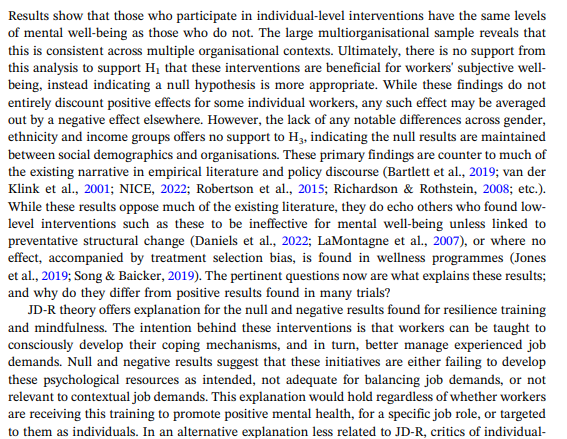 Results show that those who participate in individual-level interventions have the same levels
of mental well-being as those who do not. The large multiorganisational sample reveals that
this is consistent across multiple organisational contexts. Ultimately, there is no support from
this analysis to support H₁ that these interventions are beneficial for workers' subjective well-
being, instead indicating a null hypothesis is more appropriate. While these findings do not
entirely discount positive effects for some individual workers, any such effect may be averaged
out by a negative effect elsewhere. However, the lack of any notable differences across gender,
ethnicity and income groups offers no support to H₃, indicating the null results are maintained
between social demographics and organisations. These primary findings are counter to much of
the existing narrative in empirical literature and policy discourse (Bartlett et al., 2019; van der
Klink et al., 2001; NICE, 2022; Robertson et al., 2015; Richardson & Rothstein, 2008; etc.).
While these results oppose much of the existing literature, they do echo others who found low-
level interventions such as these to be ineffective for mental well-being unless linked to
preventative structural change (Daniels et al., 2022; LaMontagne et al., 2007), or where no
effect, accompanied by treatment selection bias, is found in wellness programmes (Jones
et al., 2019; Song & Baicker, 2019). The pertinent questions now are what explains these results;
and why do they differ from positive results found in many trials?
JD-R theory offers explanation for the null and negative results found for resilience training
and mindfulness. The intention behind these interventions is that workers can be taught to
consciously develop their coping mechanisms, and in turn, better manage experienced job
demands. Null and negative results suggest that these initiatives are either failing to develop
these psychological resources as intended, not adequate for balancing job demands, or not
relevant to contextual job demands. This explanation would hold regardless of whether workers
are receiving this training to promote positive mental health, for a specific job role, or targeted
to them as individuals. In an alternative explanation less related to JD-R, critics of individual-